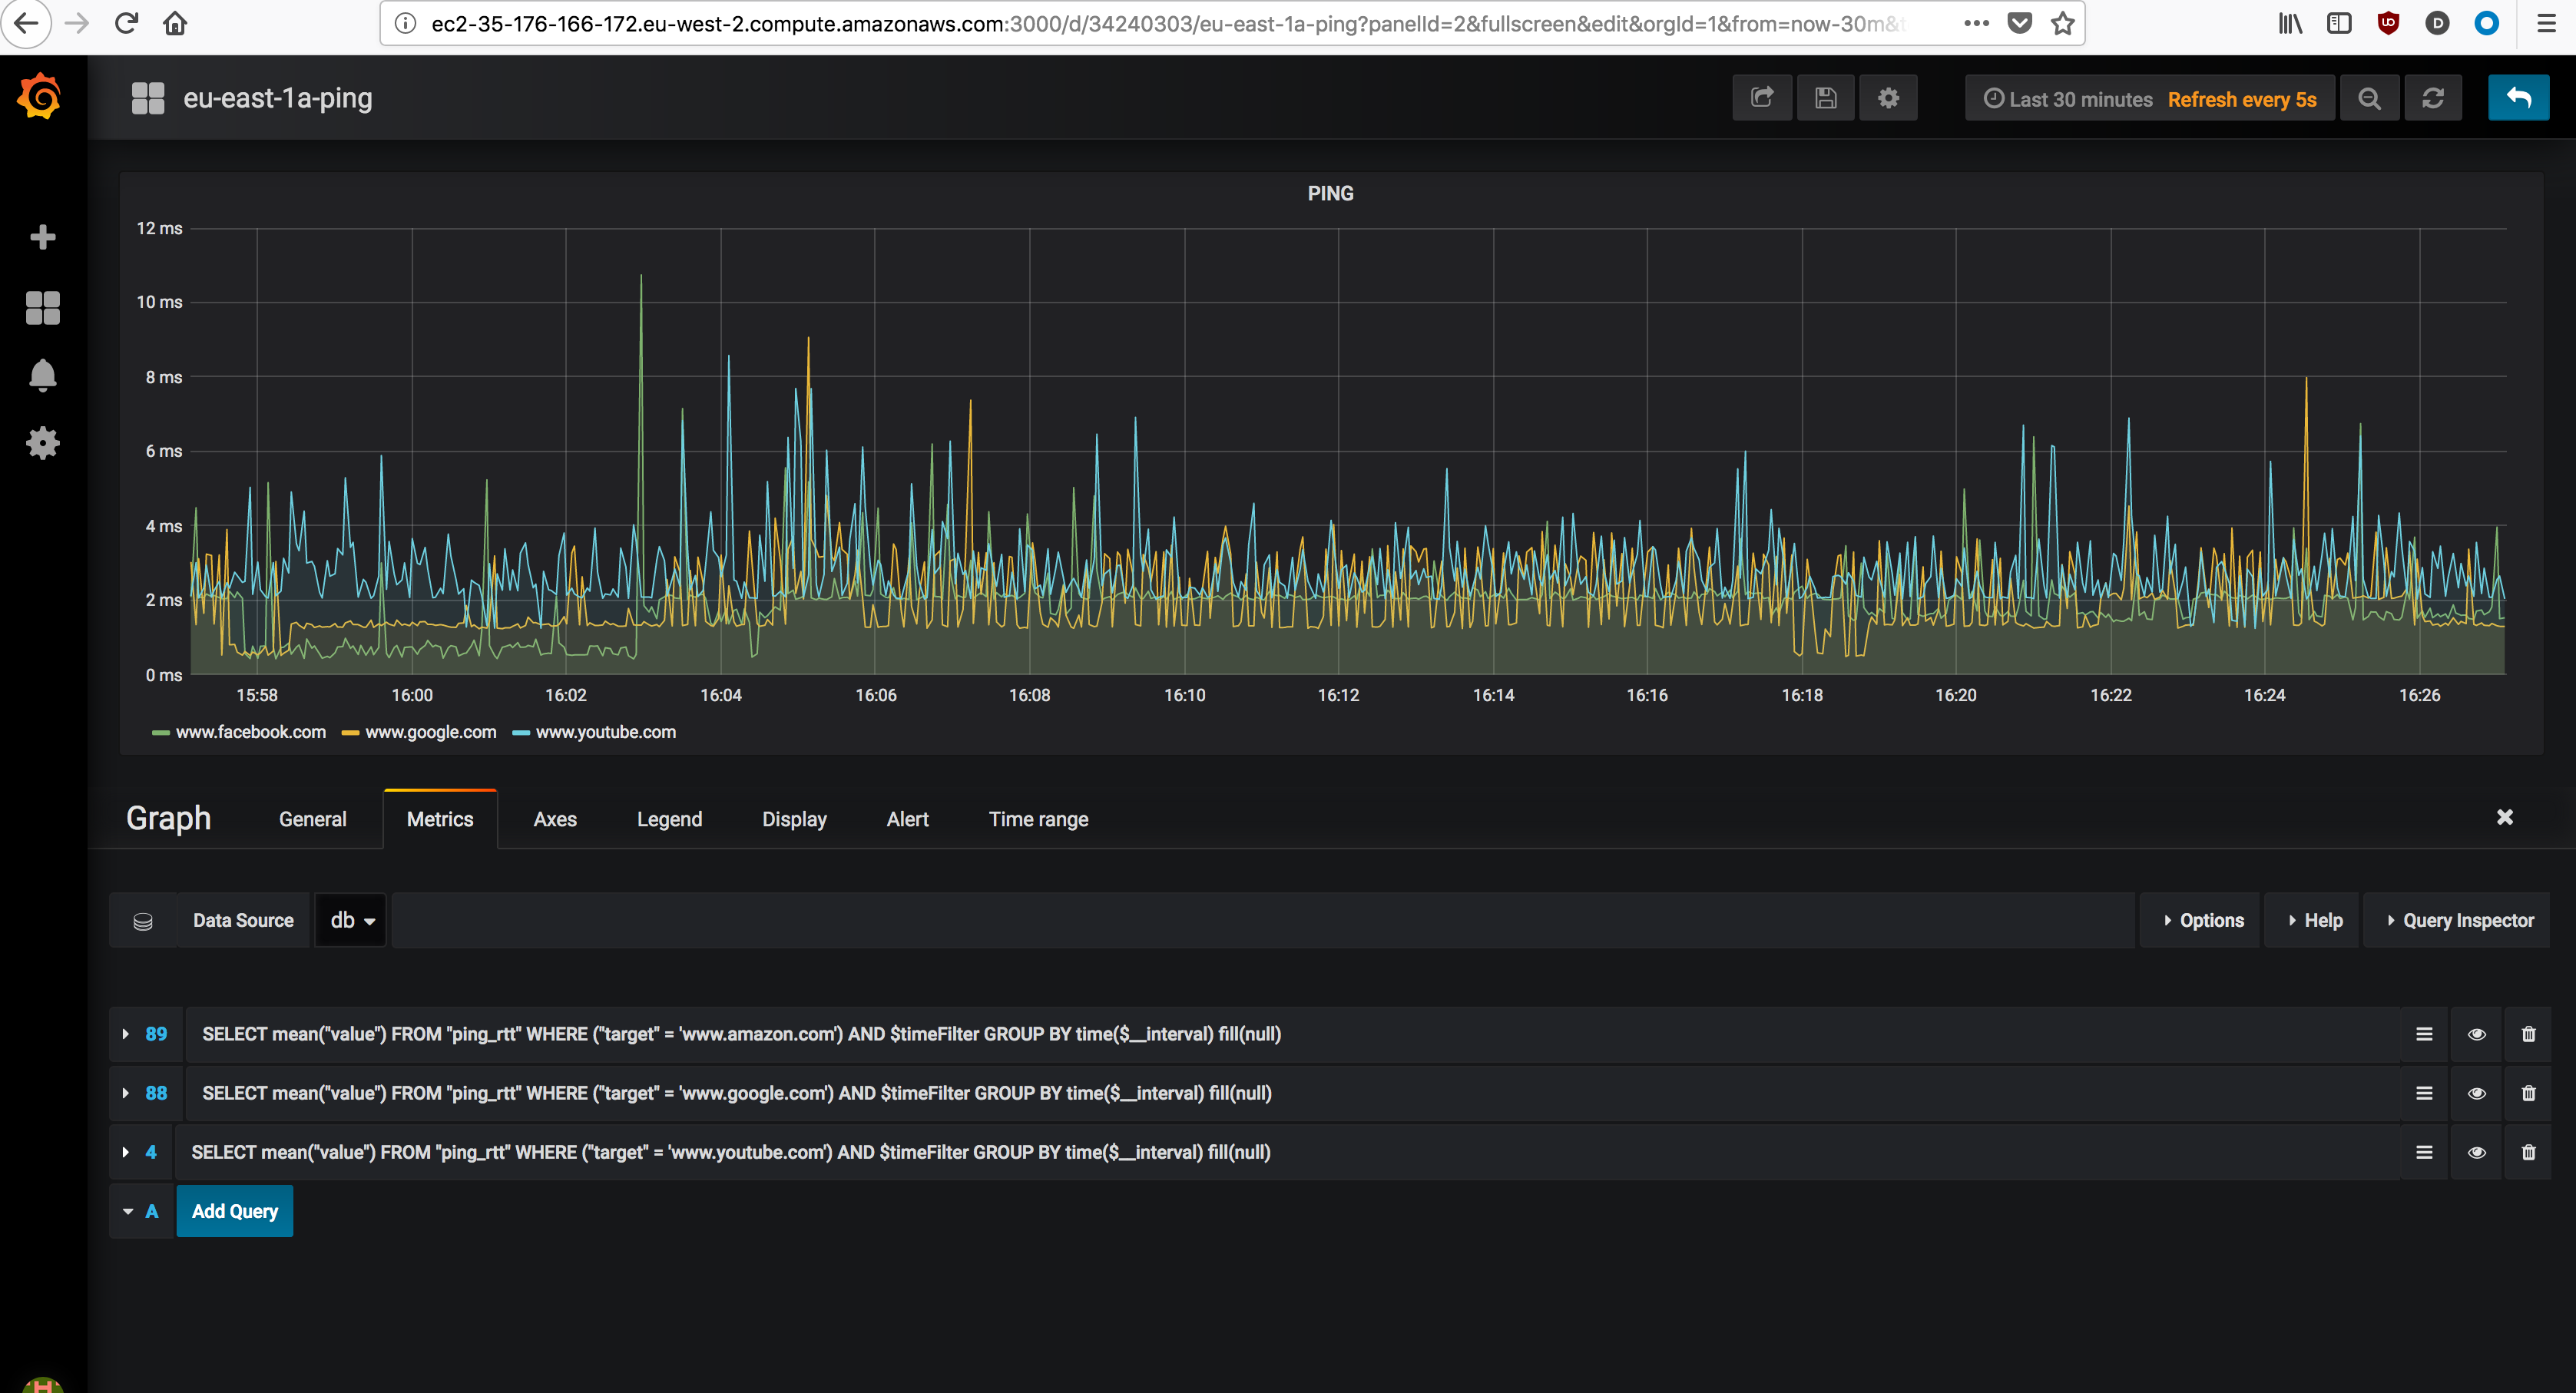 ec2-35-176-166-172.eu-west-2.compute.amazonaws.com:3000/d/34240303/eu-east-1a-ping?panelId=2&fullscreen&edit&orgId=1&from=now-30m&t
D
eu-east-1a-ping
Last 30 minutes Refresh every 5s
PING
12 ms
10 ms
8 ms
6 ms
4 ms
2 ms
0 ms
15:58 16:00 16:02 16:04 16:06 16:08 16:10 16:12 16:14 16:16 16:18 16:20 16:22 16:24 16:26
www.facebook.com www.google.com www.youtube.com
Graph General Metrics Axes Legend Display Alert Time range
Data Source db Options Help Query Inspector
89 SELECT mean("value") FROM "ping_rtt" WHERE ("target" = 'www.amazon.com') AND $timeFilter GROUP BY time($__interval) fill(null)
88 SELECT mean("value") FROM "ping_rtt" WHERE ("target" = 'www.google.com') AND $timeFilter GROUP BY time($__interval) fill(null)
4 SELECT mean("value") FROM "ping_rtt" WHERE ("target" = 'www.youtube.com') AND $timeFilter GROUP BY time($__interval) fill(null)
A Add Query